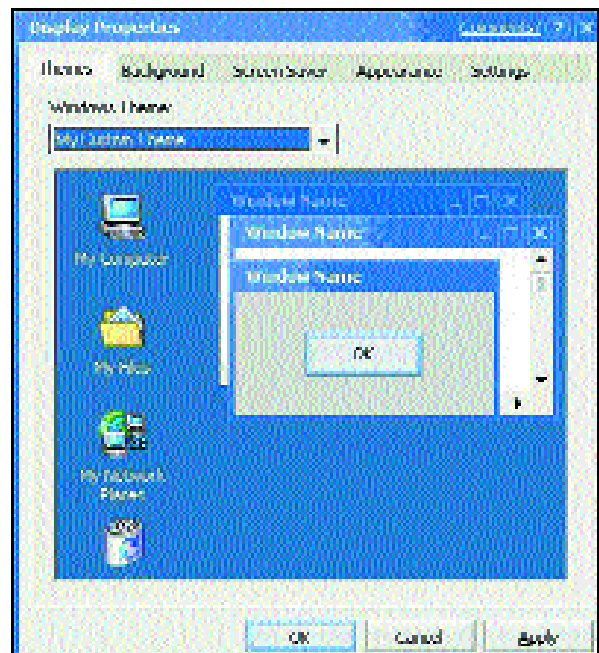 Display Properties Comments? ? X
Themes Background Screen Saver Appearance Settings
Windows Theme:
My Custom Theme
Window Name
Window Name
Window Name
My Computer
OK
My Files
My Network
Places
OK Cancel Apply